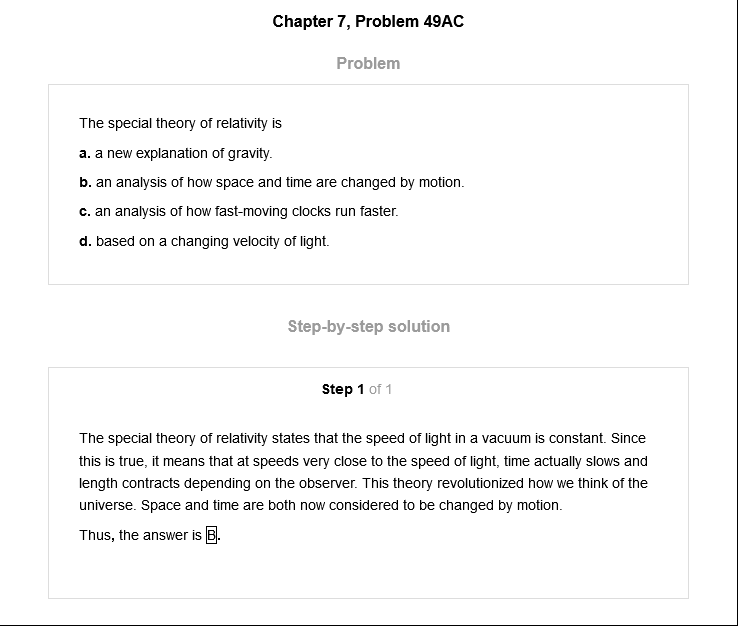 Chapter 7, Problem 49AC
Problem
The special theory of relativity is
a. a new explanation of gravity.
b. an analysis of how space and time are changed by motion.
c. an analysis of how fast-moving clocks run faster.
d. based on a changing velocity of light.
Step-by-step solution
Step 1 of 1
The special theory of relativity states that the speed of light in a vacuum is constant. Since
this is true, it means that at speeds very close to the speed of light, time actually slows and
length contracts depending on the observer. This theory revolutionized how we think of the
universe. Space and time are both now considered to be changed by motion.
Thus, the answer is B.